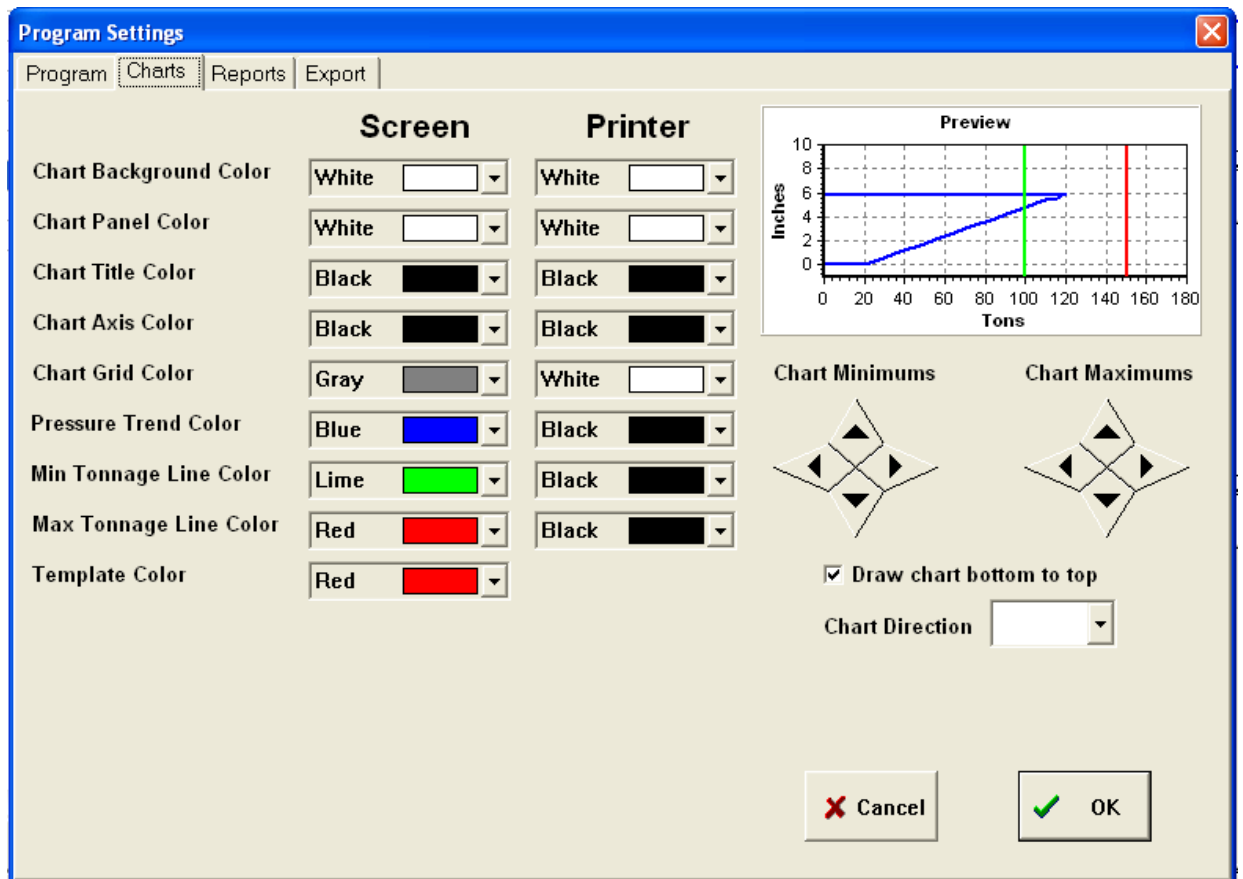 Program Settings
Program Charts Reports Export
Screen Printer
Chart Background Color White White
Chart Panel Color White White
Chart Title Color Black Black
Chart Axis Color Black Black
Chart Grid Color Gray White
Pressure Trend Color Blue Black
Min Tonnage Line Color Lime Black
Max Tonnage Line Color Red Black
Template Color Red
Preview
10
8
6
4
2
0
Inches
0 20 40 60 80 100 120 140 160 180
Tons
Chart Minimums Chart Maximums
Draw chart bottom to top
Chart Direction
Cancel OK